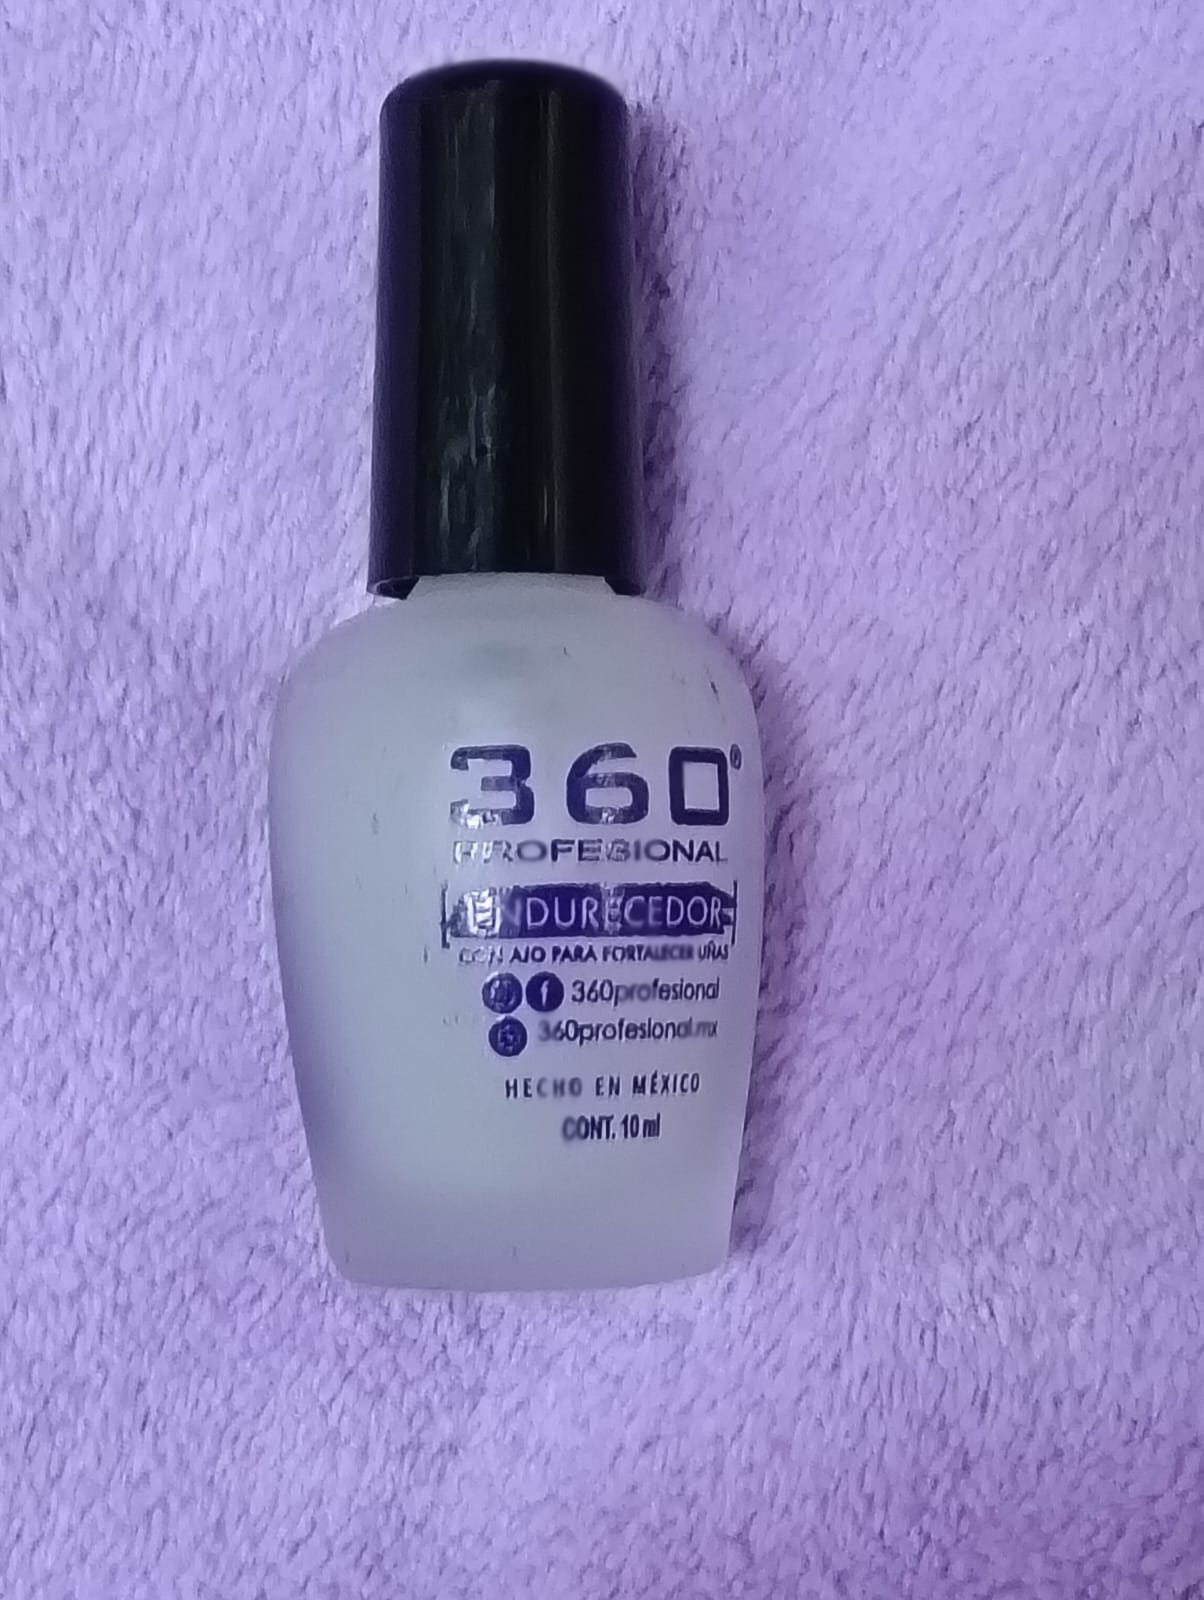 360®
PROFESIONAL
ENDURECEDOR
CON AJO PARA FORTALECER UÑAS
360profesional
360profesional.mx
HECHO EN MÉXICO
CONT. 10 ml